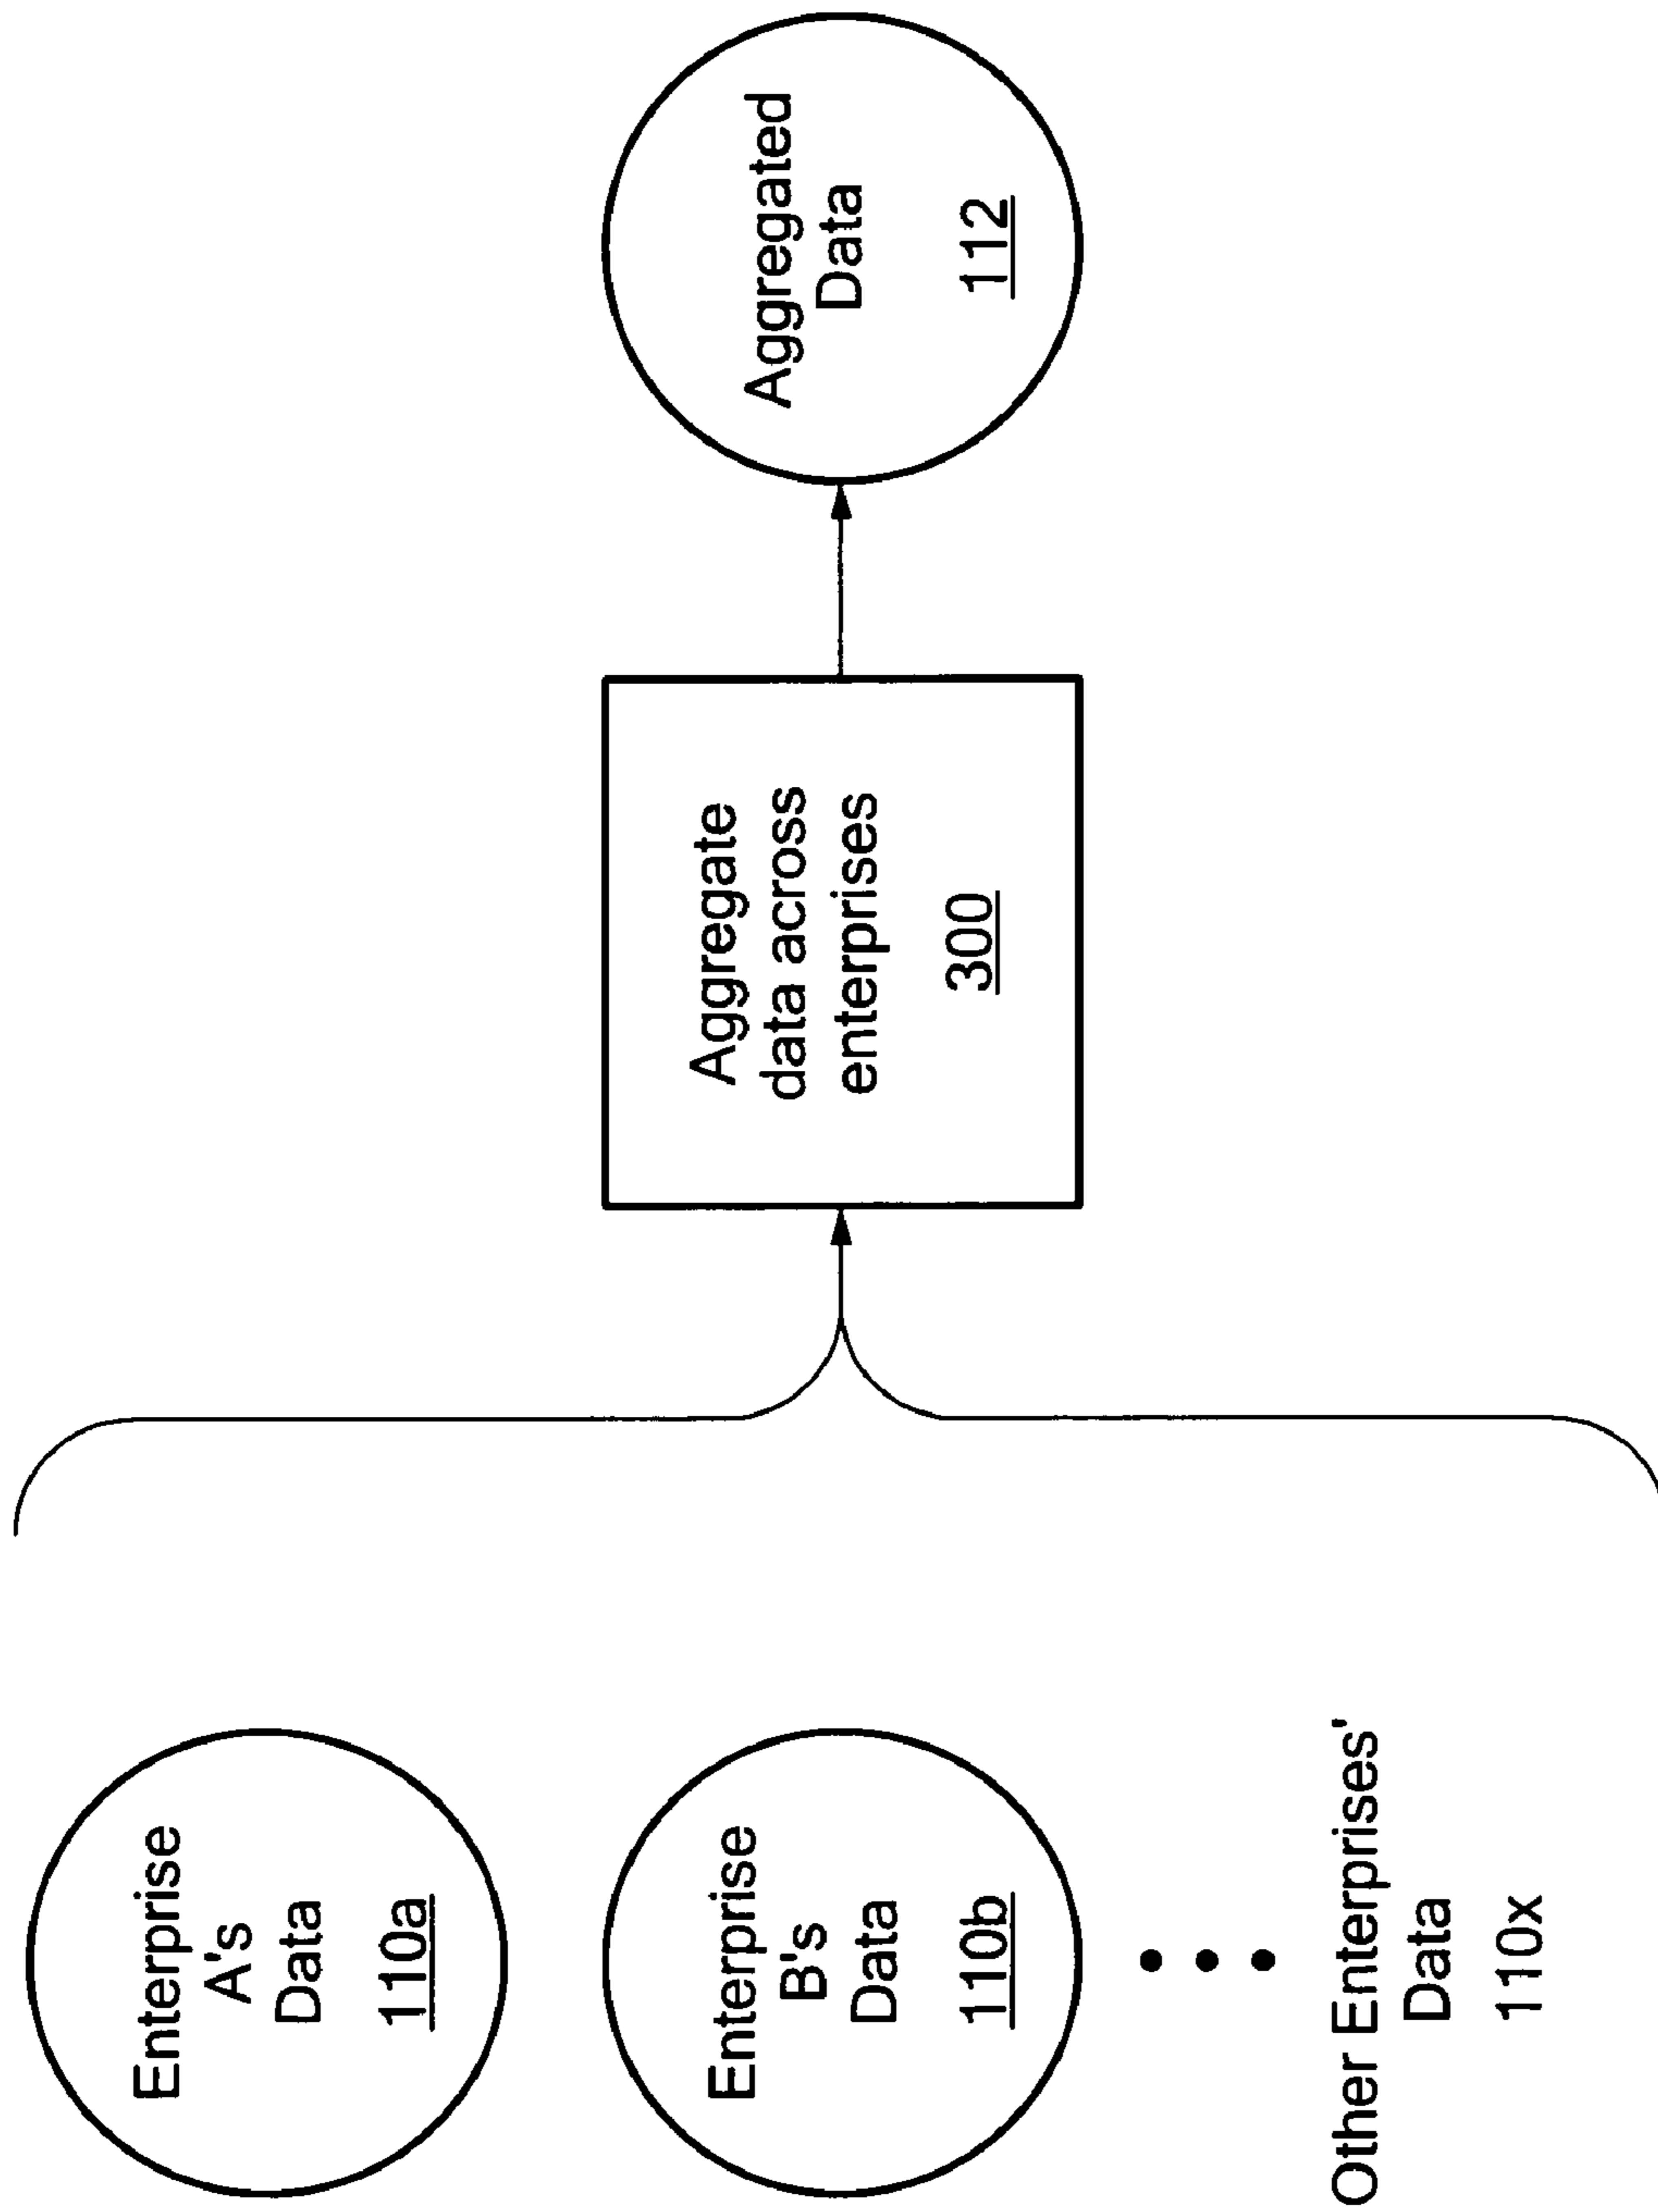 Enterprise
A's
Data
110a
Enterprise
B's
Data
110b
Other Enterprises'
Data
110x
Aggregate
data across
enterprises
300
Aggregated
Data
112